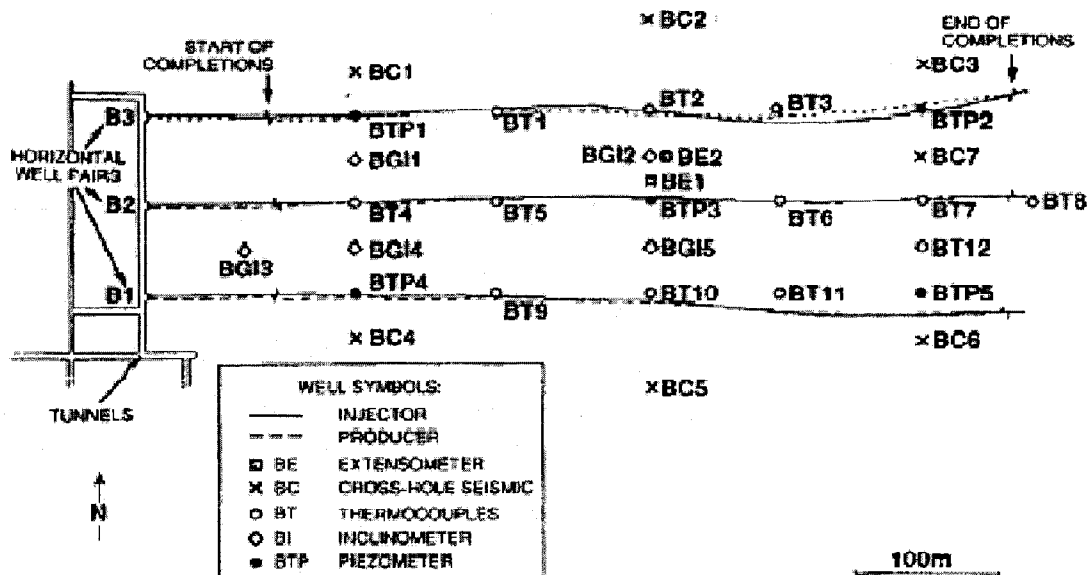 BC2
END OF
COMPLETIONS
START OF
COMPLETIONS
BC1
BC3
B3
BTP1
BT1
BT2
BT3
BTP2
HORIZONTAL
WELL PAIRS
BGI1
BGI2
BE2
BC7
BE1
B2
BT4
BT5
BTP3
BT6
BT7
BT8
BGI3
BGI4
BGI5
BT12
B1
BTP4
BT9
BT10
BT11
BTP5
BC4
BC6
BC5
TUNNELS
WELL SYMBOLS:
INJECTOR
PRODUCER
BE EXTENSOMETER
BC CROSS-HOLE SEISMIC
BT THERMOCOUPLES
BI INCLINOMETER
BTP PIEZOMETER
N
100m